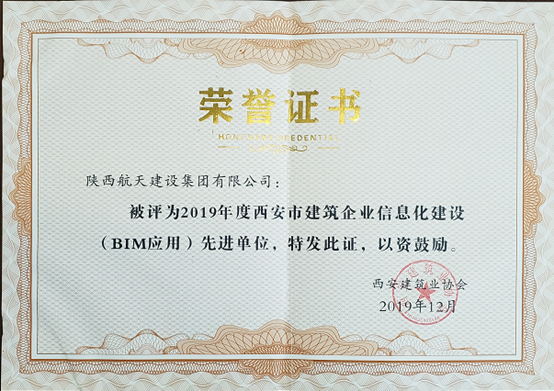 荣誉证书
HONORARY CREDENTIAL
陕西航天建设集团有限公司：
被评为2019年度西安市建筑企业信息化建设
（BIM应用）先进单位，特发此证，以资鼓励。
西安建筑业协会
2019年12月